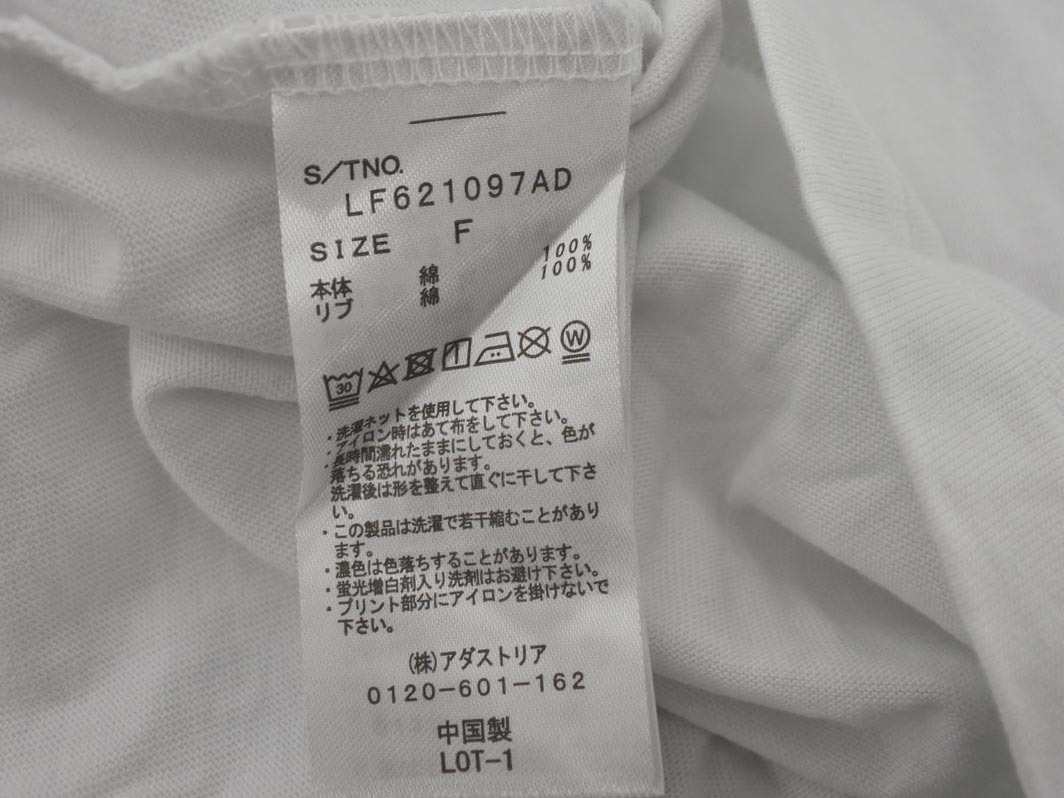 S/TNO.
LF621097AD
SIZE F
本体 綿 100%
リブ 綿 100%
30
W
・洗濯ネットを使用して下さい。
・アイロン時はあて布をして下さい。
・長時間濡れたままにしておくと、色が
落ちる恐れがあります。
洗濯後は形を整えて直ぐに干して下さ
い。
・この製品は洗濯で若干縮むことがあり
ます。
・濃色は色落ちすることがあります。
・蛍光増白剤入り洗剤はお避け下さい。
・プリント部分にアイロンを掛けないで
下さい。
(株)アダストリア
0120-601-162
中国製
LOT-1